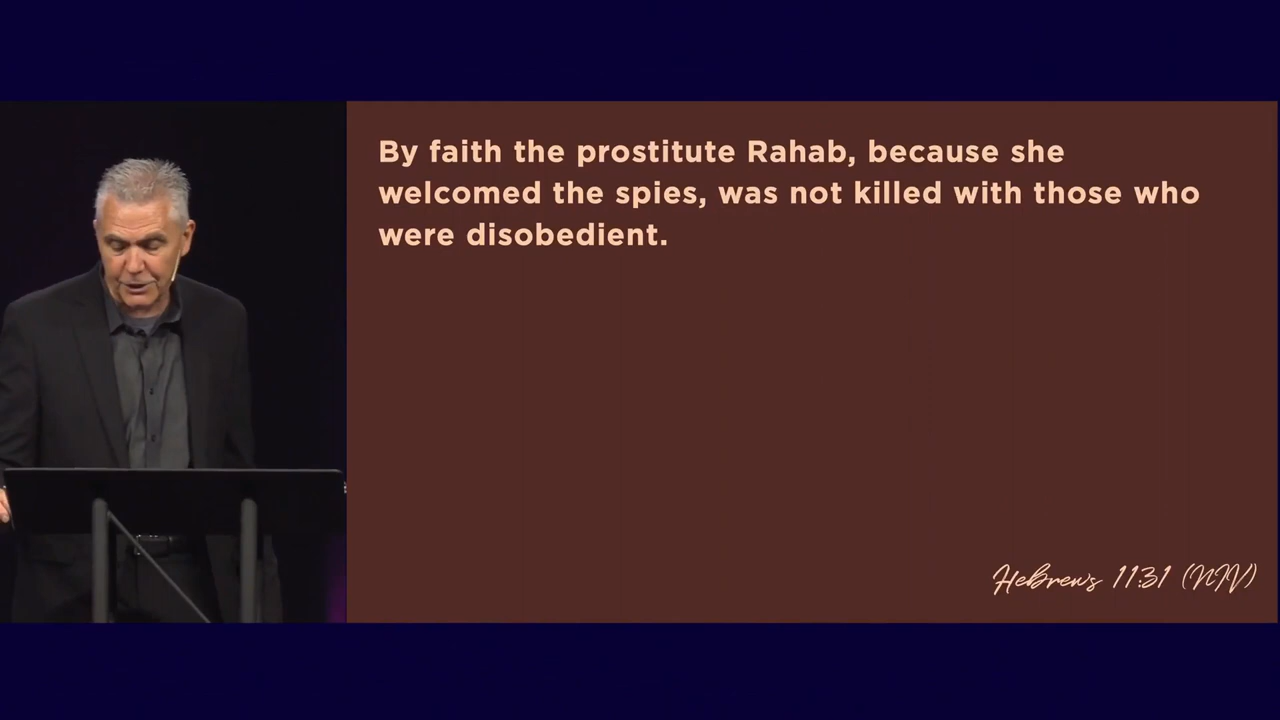 By faith the prostitute Rahab, because she
welcomed the spies, was not killed with those who
were disobedient.
Hebrews 11:31 (NIV)